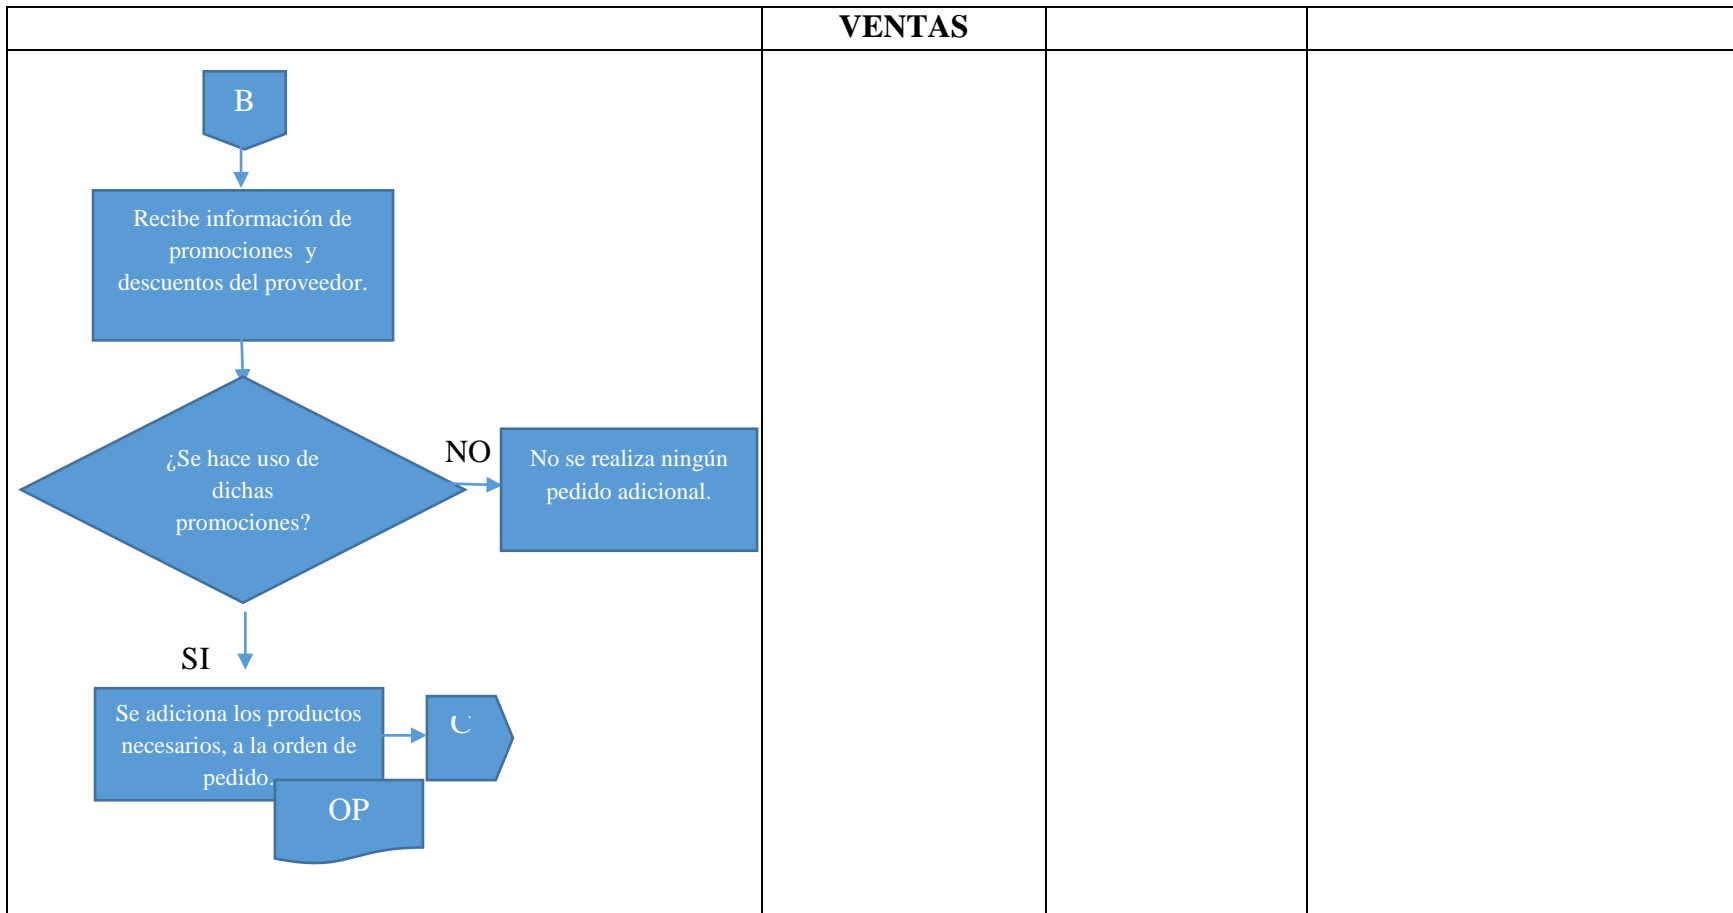 VENTAS
B
Recibe información de
promociones y
descuentos del proveedor.
¿Se hace uso de
dichas
promociones?
NO
No se realiza ningún
pedido adicional.
SI
Se adiciona los productos
necesarios, a la orden de
pedido.
C
OP